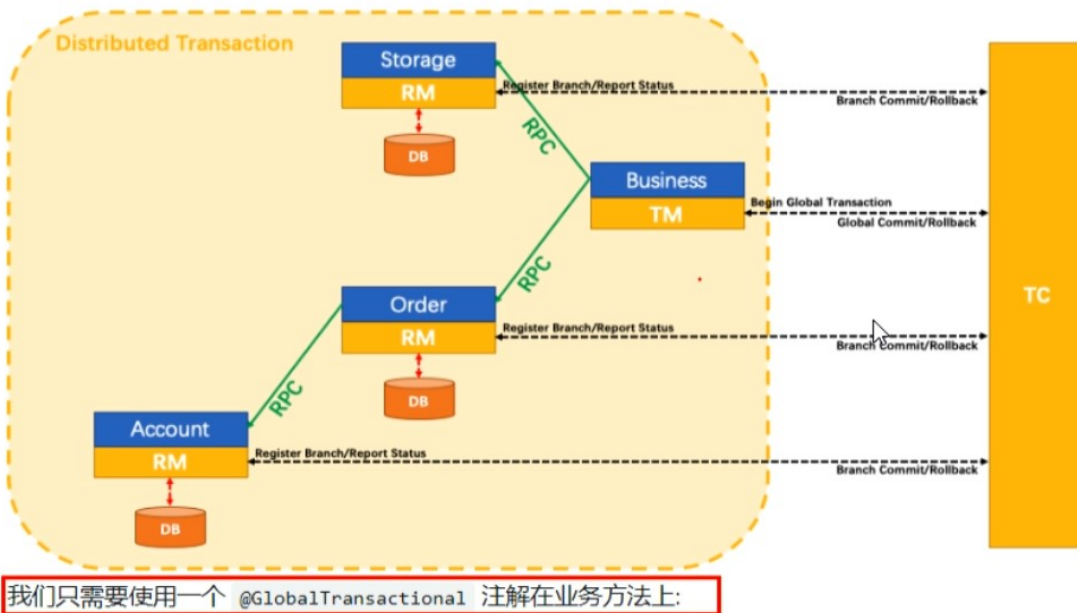 Distributed Transaction
Storage
RM
Register Branch/Report Status
Branch Commit/Rollback
DB
RPC
Business
TM
Begin Global Transaction
Global Commit/Rollback
RPC
Order
RM
Register Branch/Report Status
Branch Commit/Rollback
TC
DB
RPC
Account
RM
Register Branch/Report Status
Branch Commit/Rollback
DB
我们只需要使用一个 @GlobalTransactional 注解在业务方法上: